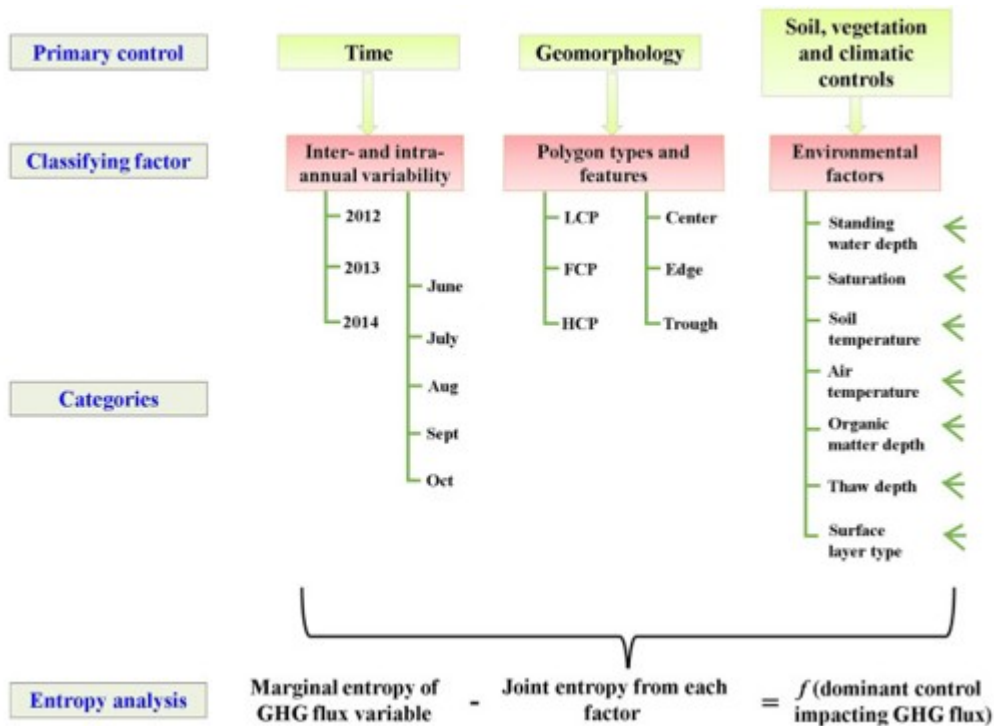 Primary control
Time
Geomorphology
Soil, vegetation
and climatic
controls
Classifying factor
Inter- and intra-
annual variability
Polygon types and
features
Environmental
factors
Categories
2012
2013
2014
June
July
Aug
Sept
Oct
LCP
FCP
HCP
Center
Edge
Trough
Standing
water depth
Saturation
Soil
temperature
Air
temperature
Organic
matter depth
Thaw depth
Surface
layer type
Entropy analysis
Marginal entropy of
GHG flux variable
-
Joint entropy from each
factor
=
f (dominant control
impacting GHG flux)